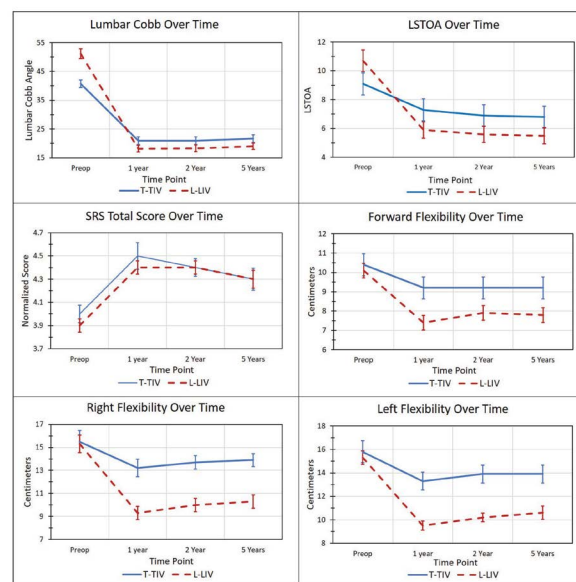 Lumbar Cobb Over Time
55
45
35
25
15
Lumbar Cobb Angle
Preop 1 year 2 Year 5 Years
Time Point
T-TIV L-LIV
LSTOA Over Time
12
10
8
6
4
LSTOA
Preop 1 year 2 Year 5 Years
Time Point
T-TIV L-LIV
SRS Total Score Over Time
4.7
4.5
4.3
4.1
3.9
3.7
Normalized Score
Preop 1 year 2 Year 5 Years
Time Point
T-TIV L-LIV
Forward Flexibility Over Time
12
11
10
9
8
7
6
Centimeters
Preop 1 year 2 Year 5 Years
Time Point
T-TIV L-LIV
Right Flexibility Over Time
17
15
13
11
9
7
Centimeters
Preop 1 year 2 Year 5 Years
Time Point
T-TIV L-LIV
Left Flexibility Over Time
18
16
14
12
10
8
Centimeters
Preop 1 year 2 Year 5 Years
Time Point
T-TIV L-LIV